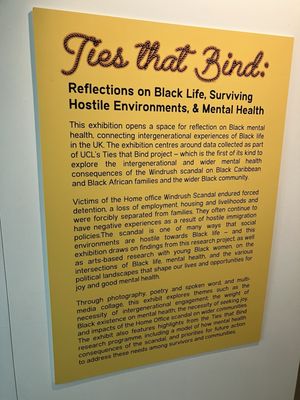 Ties that Bind:
Reflections on Black Life, Surviving
Hostile Environments, & Mental Health
This exhibition opens a space for reflection on Black mental
health, connecting intergenerational experiences of Black life
in the UK. The exhibition centres around data collected as part
of UCL's Ties that Bind project – which is the first of its kind to
explore the intergenerational and wider mental health
consequences of the Windrush scandal on Black Caribbean
and Black African families and the wider Black community.
Victims of the Home office Windrush Scandal endured forced
detention, a loss of employment, housing and livelihoods and
were forcibly separated from families. They often continue to
have negative experiences as a result of hostile immigration
policies. The scandal is one of many ways that social
environments are hostile towards Black life – and this
exhibition draws on findings from this research project as well
as arts-based research with young Black women, on the
intersections of Black life, mental health, and the various
political landscapes that shape our lives and opportunities for
joy and good mental health.
Through photography, poetry and spoken word, and multi-
media collage, this exhibit explores themes such as the
necessity of intergenerational engagement; the weight of
Black existence on mental health; the necessity of seeking joy;
and impacts of the Home Office scandal on wider communities.
The exhibit also features highlights from the Ties that Bind
research programme including a model of how mental health
consequences of the scandal, and priorities for future action
to address these needs among survivors and communities.